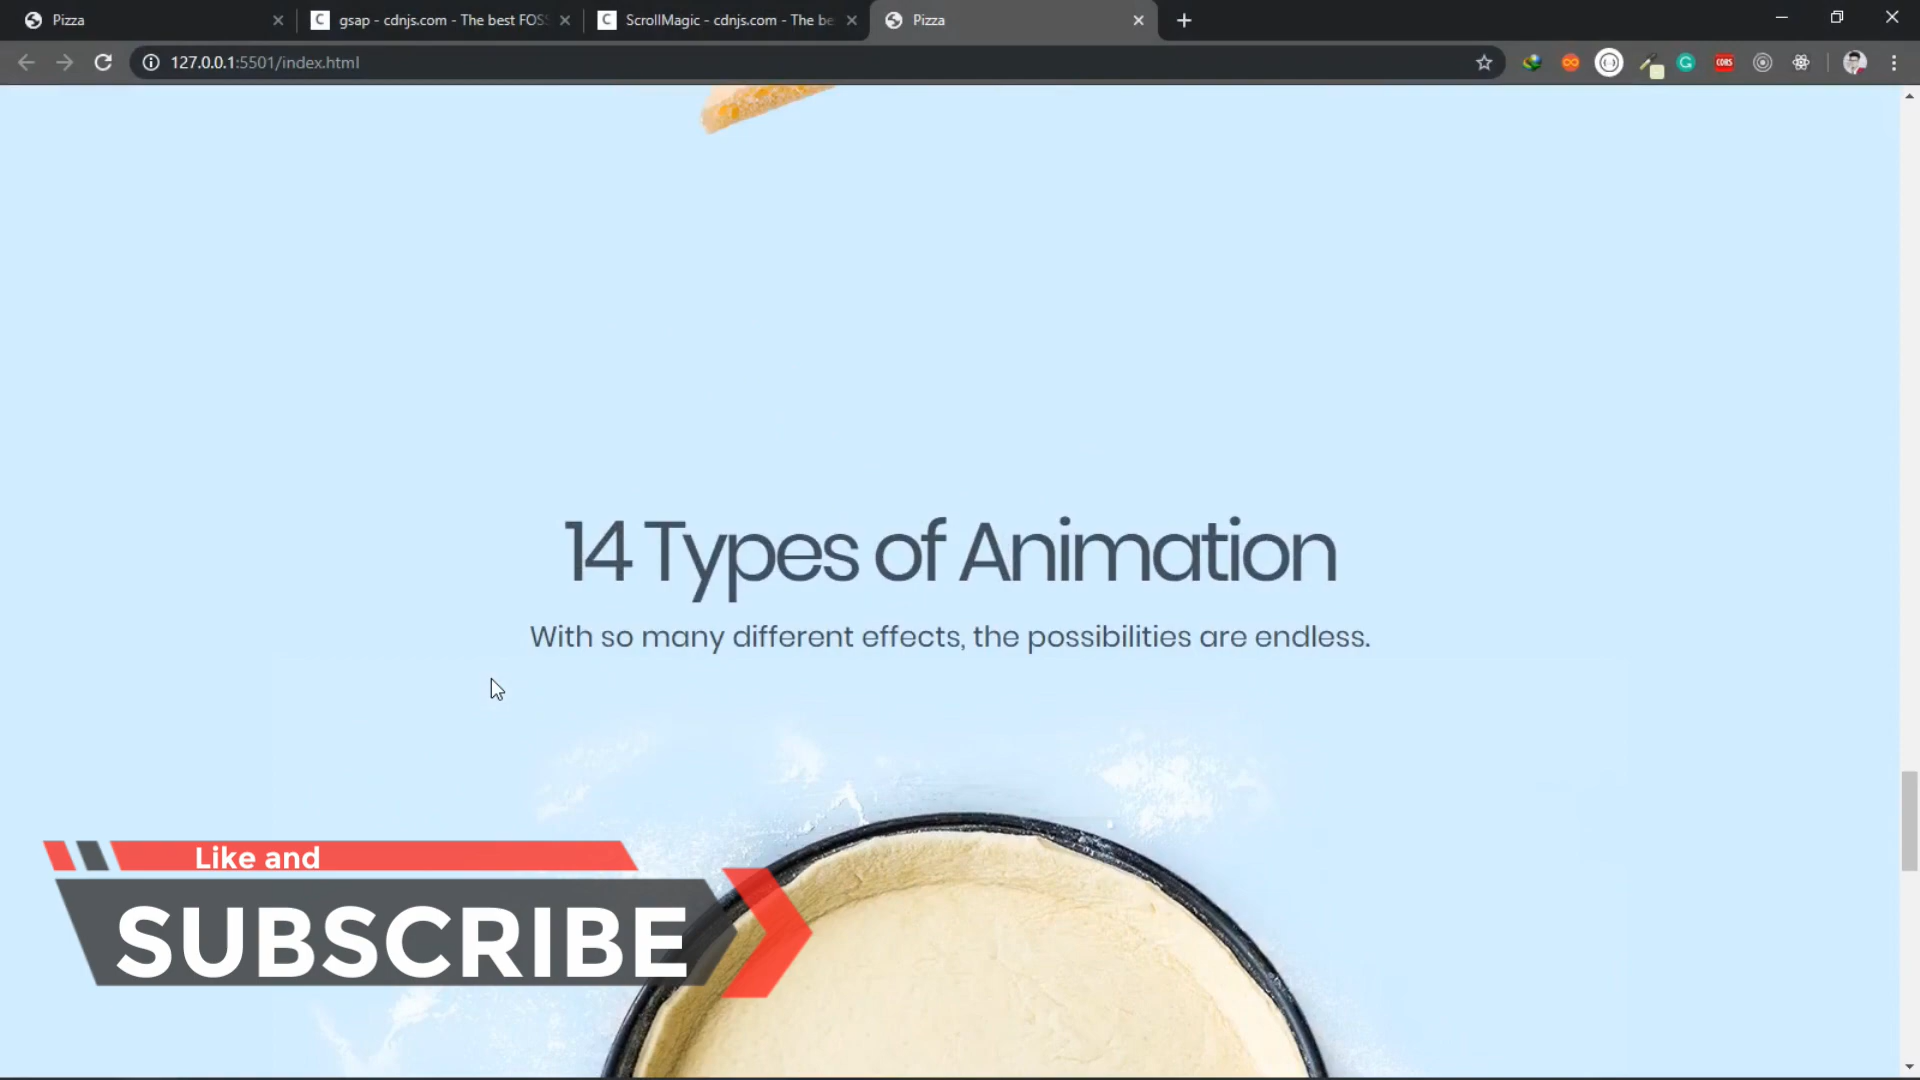 Pizza
gsap - cdnjs.com - The best FOS
ScrollMagic - cdnjs.com - The be
Pizza
127.0.0.1:5501/index.html
CORS
14 Types of Animation
With so many different effects, the possibilities are endless.
Like and
SUBSCRIBE